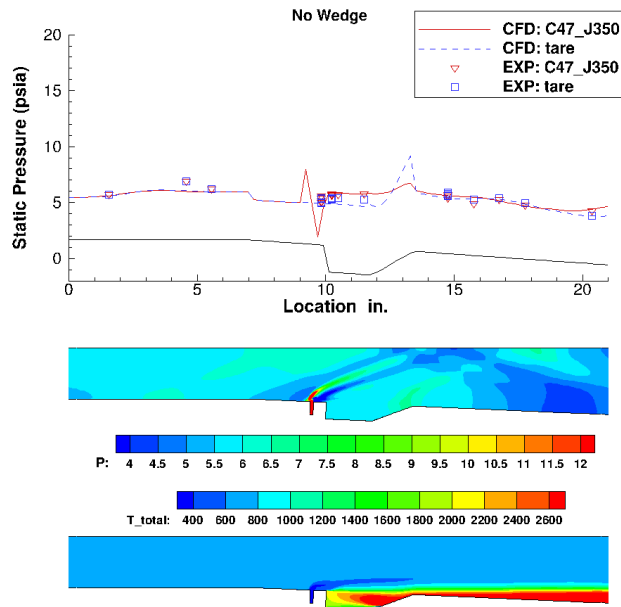 No Wedge
CFD: C47_J350
CFD: tare
EXP: C47_J350
EXP: tare
20
15
10
5
0
Static Pressure (psia)
0 5 10 15 20
Location in.
P: 4 4.5 5 5.5 6 6.5 7 7.5 8 8.5 9 9.5 10 10.5 11 11.5 12
T_total: 400 600 800 1000 1200 1400 1600 1800 2000 2200 2400 2600